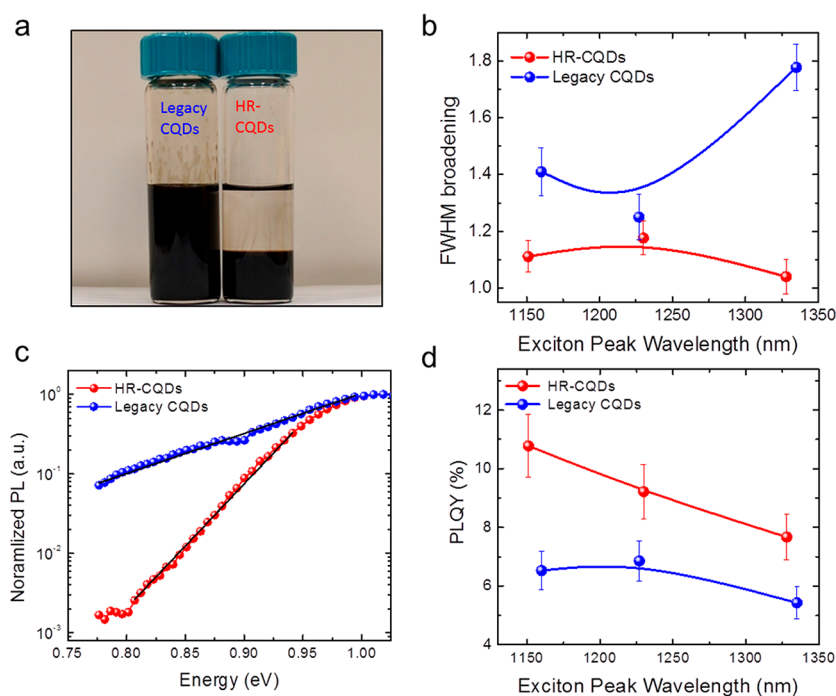 a
Legacy
CQDs
HR-
CQDs
b
HR-CQDs
Legacy CQDs
FWHM broadening
1.8
1.6
1.4
1.2
1.0
1150 1200 1250 1300 1350
Exciton Peak Wavelength (nm)
c
HR-CQDs
Legacy CQDs
Noramlized PL (a.u.)
10^0
10^-1
10^-2
10^-3
0.75 0.80 0.85 0.90 0.95 1.00
Energy (eV)
d
HR-CQDs
Legacy CQDs
PLQY (%)
12
10
8
6
4
1150 1200 1250 1300 1350
Exciton Peak Wavelength (nm)